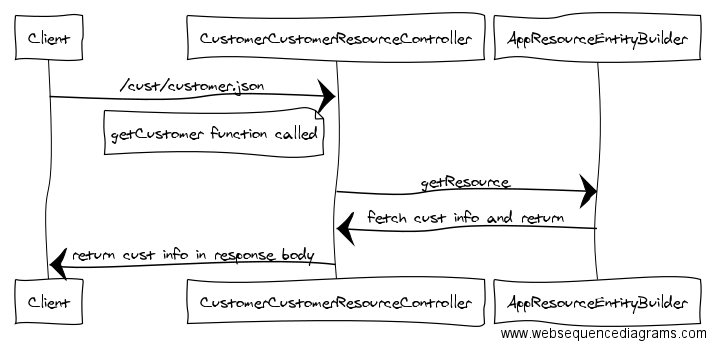 Client
CustomerCustomerResourceController
AppResourceEntityBuilder
/cust/customer.json
getCustomer function called
getResource
fetch cust info and return
return cust info in response body
Client
CustomerCustomerResourceController
AppResourceEntityBuilder
www.websequencediagrams.com